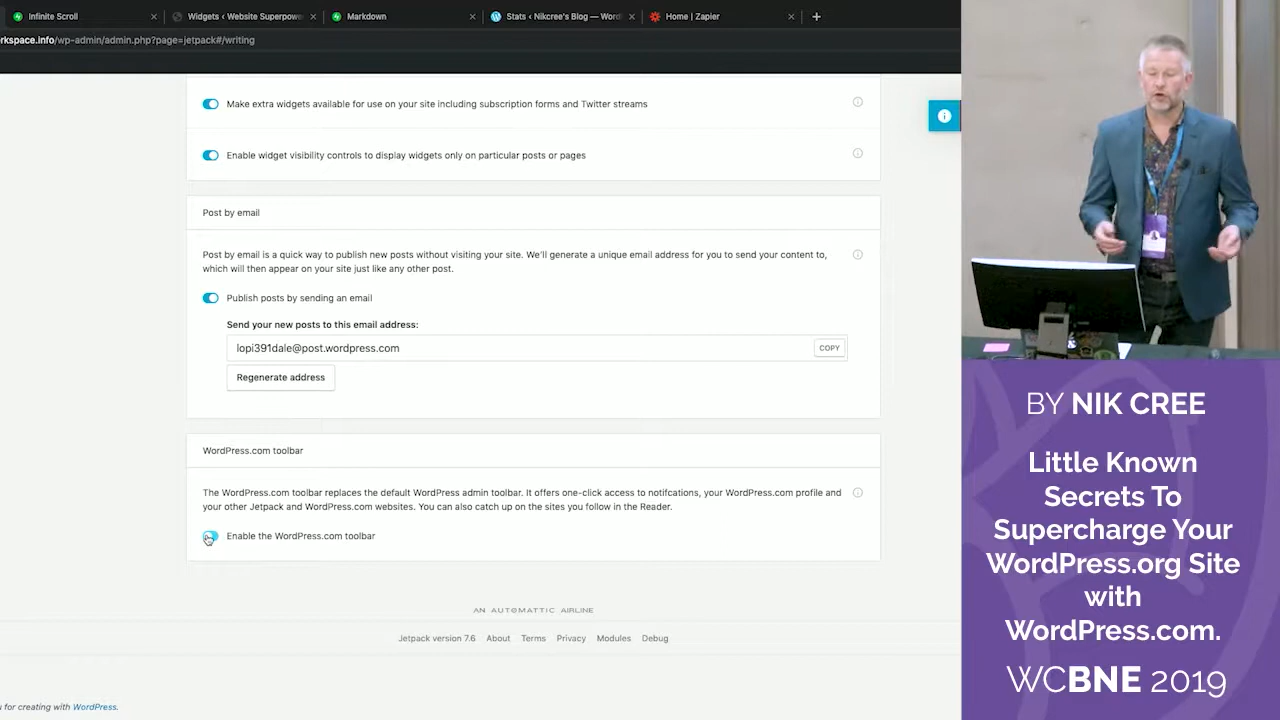 Infinite Scroll
Widgets ‹ Website Superpowe
Markdown
Stats ‹ Nikcree's Blog — Word
Home | Zapier
rkspace.info/wp-admin/admin.php?page=jetpack#/writing
Make extra widgets available for use on your site including subscription forms and Twitter streams
Enable widget visibility controls to display widgets only on particular posts or pages
Post by email
Post by email is a quick way to publish new posts without visiting your site. We'll generate a unique email address for you to send your content to,
which will then appear on your site just like any other post.
Publish posts by sending an email
Send your new posts to this email address:
lopi391dale@post.wordpress.com
COPY
Regenerate address
WordPress.com toolbar
The WordPress.com toolbar replaces the default WordPress admin toolbar. It offers one-click access to notifcations, your WordPress.com profile and
your other Jetpack and WordPress.com websites. You can also catch up on the sites you follow in the Reader.
Enable the WordPress.com toolbar
AN AUTOMATTIC AIRLINE
Jetpack version 7.6 About Terms Privacy Modules Debug
u for creating with WordPress.
BY NIK CREE
Little Known
Secrets To
Supercharge Your
WordPress.org Site
with
WordPress.com.
WCBNE 2019